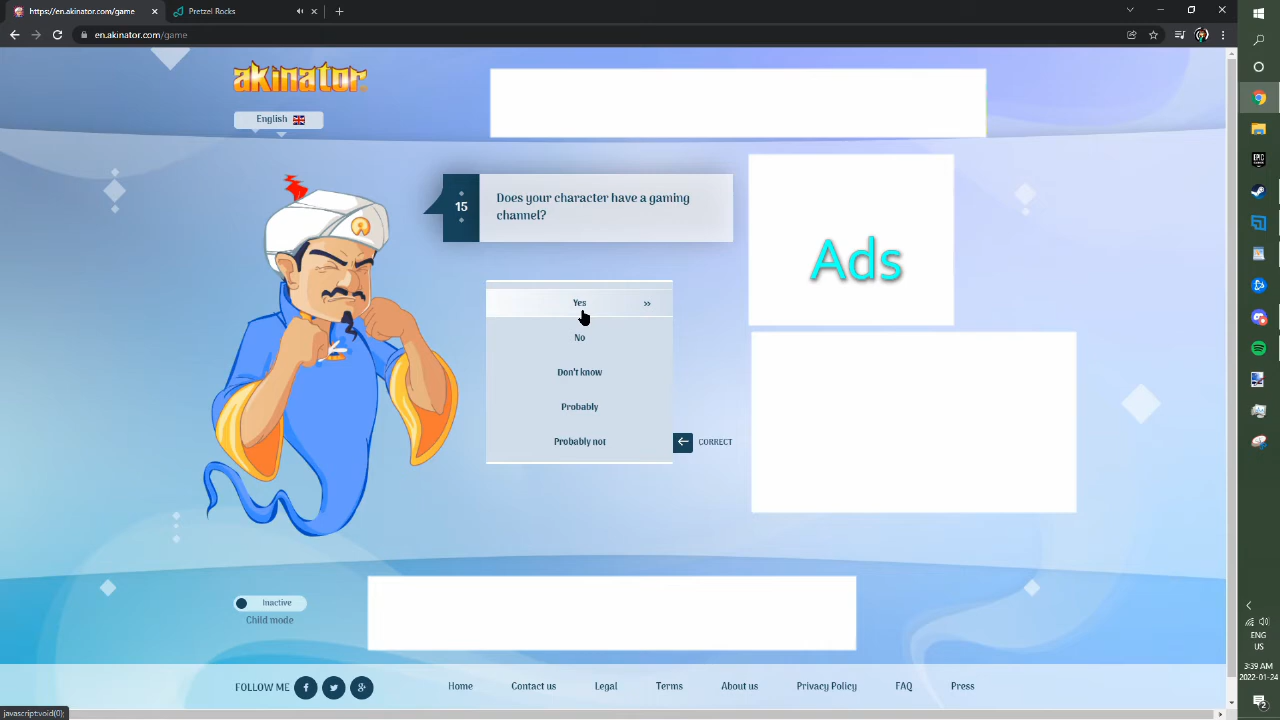 https://en.akinator.com/game
Pretzel Rocks
en.akinator.com/game
akinator
English
15
Does your character have a gaming
channel?
Ads
Yes
No
Don't know
Probably
Probably not
CORRECT
Inactive
Child mode
FOLLOW ME
Home
Contact us
Legal
Terms
About us
Privacy Policy
FAQ
Press
javascript:void(0);
EPIC
GAMES
ENG
US
3:39 AM
2022-01-24